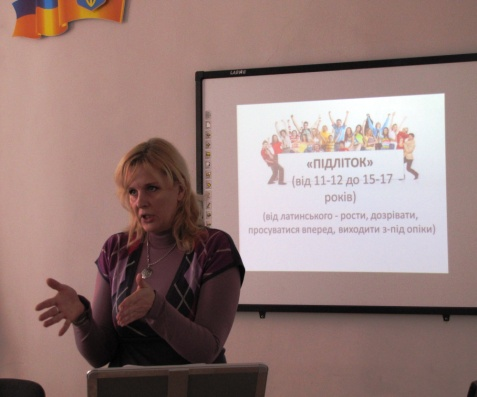 «ПІДЛІТОК»
(від 11-12 до 15-17 –
років)
(від латинського - рости, дозрівати,
просуватися вперед, виходити з-під опіки)